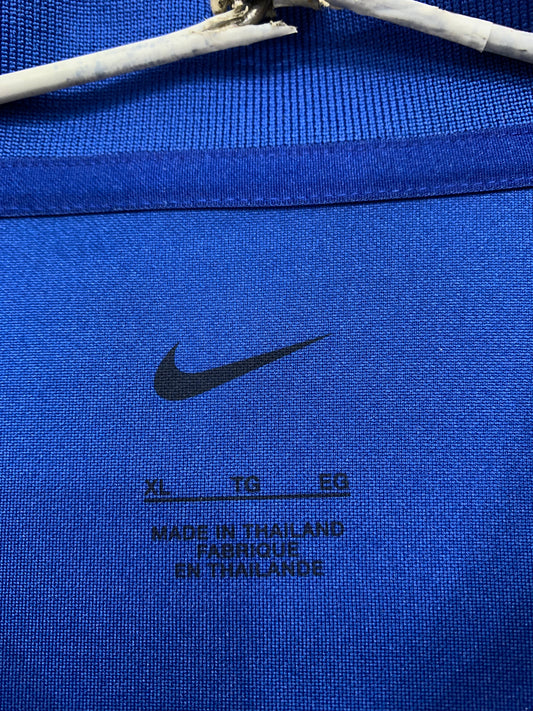 XL TG EG
MADE IN THAILAND
FABRIQUE
EN THAILANDE